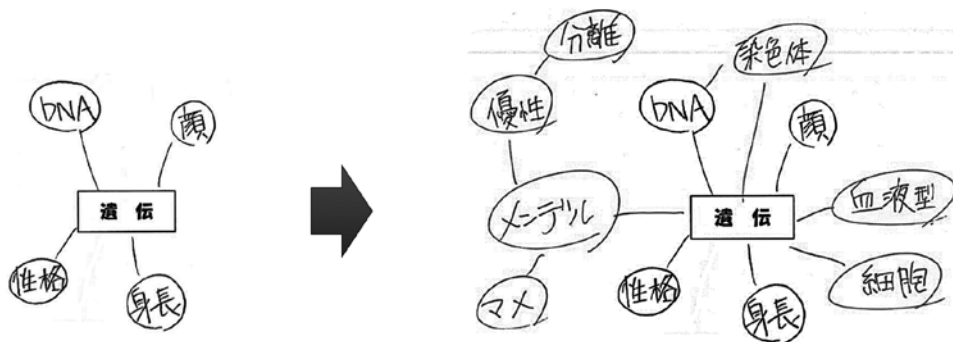 DNA
顔
遺伝
性格
身長
分離
優性
染色体
DNA
顔
メンデル
遺伝
血液型
マメ
性格
身長
細胞